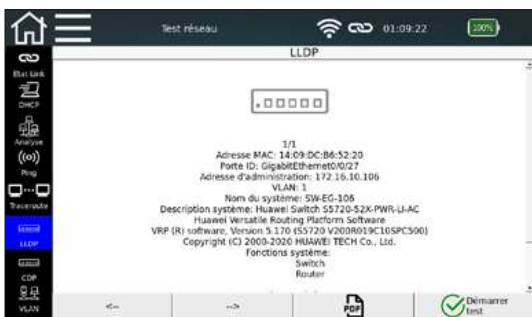 Test réseau
01:09:22
100%
LLDP
Etat Link
DHCP
Analyse
Ping
Traceroute
LLDP
CDP
VLAN
1/1
Adresse MAC: 14:09:DC:B6:52:20
Porte ID: GigabitEthernet0/0/27
Adresse d'administration: 172.16.10.106
VLAN: 1
Nom du système: SW-EG-106
Description système: Huawei Switch S5720-52X-PWR-LI-AC
Huawei Versatile Routing Platform Software
VRP (R) software, Version 5.170 (S5720 V200R019C10SPC500)
Copyright (C) 2000-2020 HUAWEI TECH Co., Ltd.
Fonctions système:
Switch
Router
<--
-->
PDF
Démarrer
test